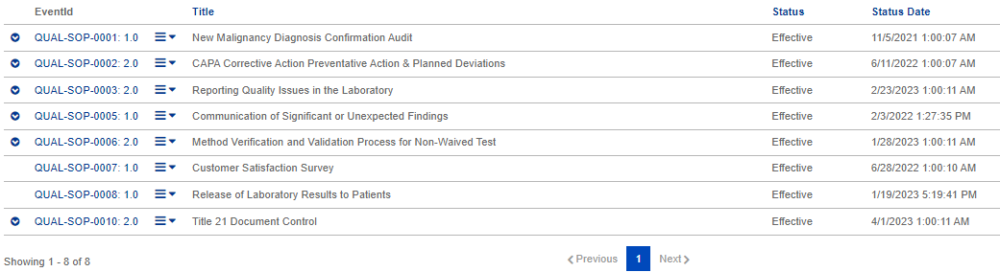 EventId Title Status Status Date
QUAL-SOP-0001: 1.0 New Malignancy Diagnosis Confirmation Audit Effective 11/5/2021 1:00:07 AM
QUAL-SOP-0002: 2.0 CAPA Corrective Action Preventative Action & Planned Deviations Effective 6/11/2022 1:00:07 AM
QUAL-SOP-0003: 2.0 Reporting Quality Issues in the Laboratory Effective 2/23/2023 1:00:11 AM
QUAL-SOP-0005: 1.0 Communication of Significant or Unexpected Findings Effective 2/3/2022 1:27:35 PM
QUAL-SOP-0006: 2.0 Method Verification and Validation Process for Non-Waived Test Effective 1/28/2023 1:00:11 AM
QUAL-SOP-0007: 1.0 Customer Satisfaction Survey Effective 6/28/2022 1:00:10 AM
QUAL-SOP-0008: 1.0 Release of Laboratory Results to Patients Effective 1/19/2023 5:19:41 PM
QUAL-SOP-0010: 2.0 Title 21 Document Control Effective 4/1/2023 1:00:11 AM
Showing 1 - 8 of 8 Previous 1 Next